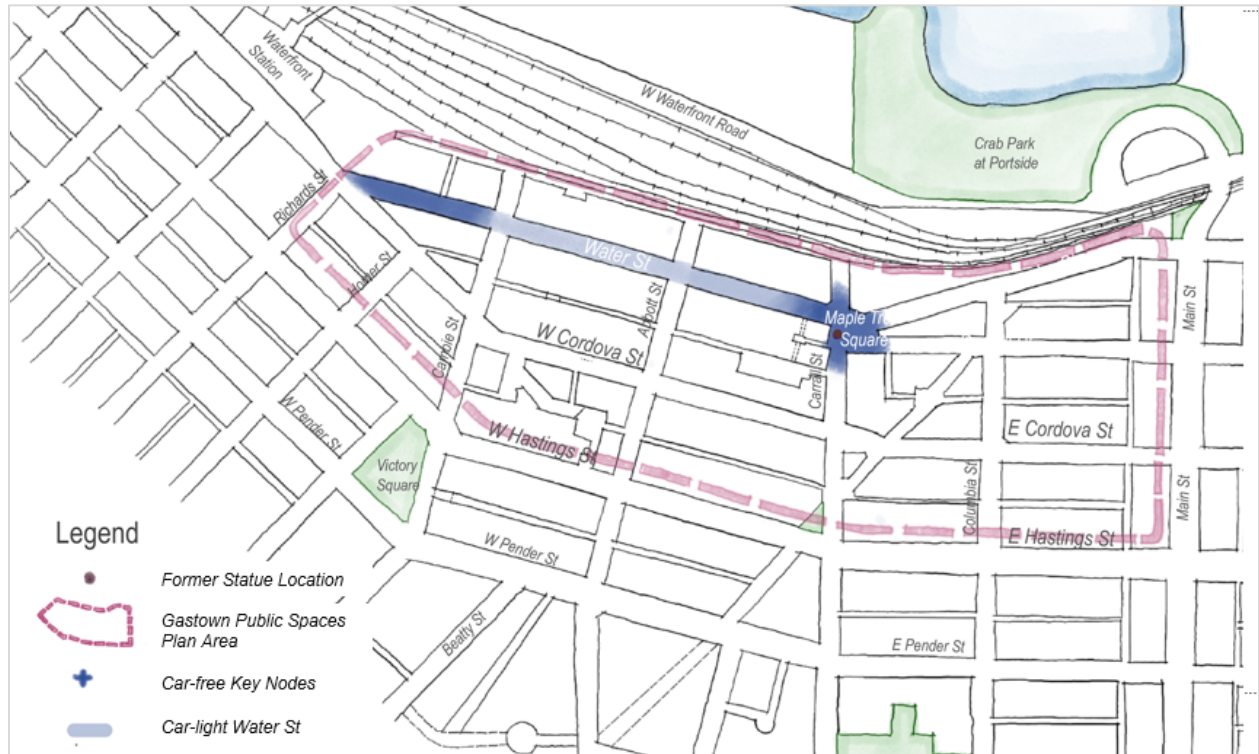 Waterfront
Station
W Waterfront Road
Crab Park
at Portside
Richards St
Homer St
Water St
Cambie St
Abbott St
W Cordova St
Maple Tre
Square
Carrall St
Main St
E Cordova St
W Pender St
Victory
Square
W Hastings St
Columbia St
Main St
E Hastings St
W Pender St
Beatty St
E Pender St
Legend
Former Statue Location
Gastown Public Spaces
Plan Area
Car-free Key Nodes
Car-light Water St